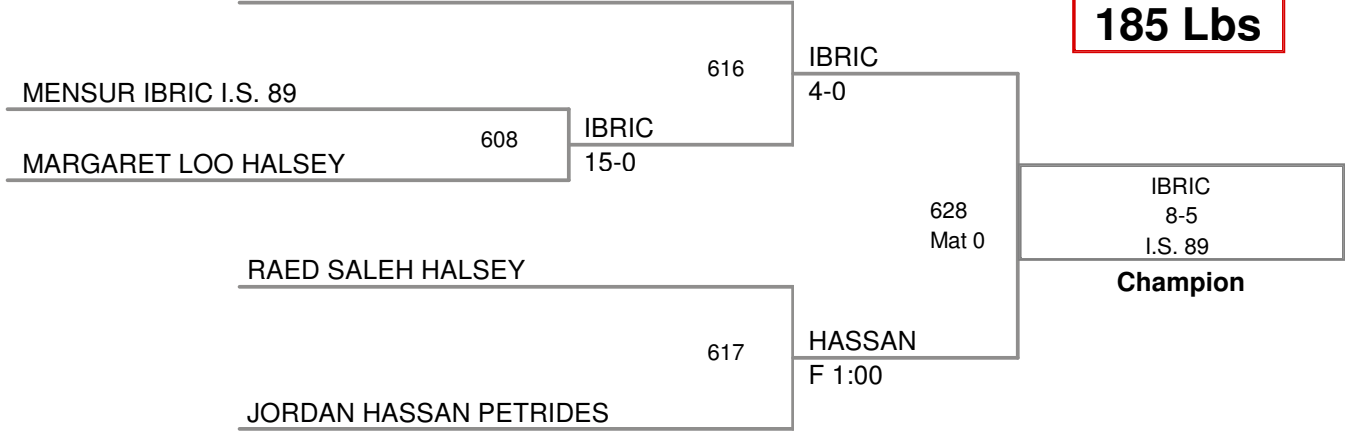 185 Lbs
616
IBRIC
4-0
MENSUR IBRIC I.S. 89
608
IBRIC
15-0
MARGARET LOO HALSEY
628
Mat 0
IBRIC
8-5
I.S. 89
Champion
RAED SALEH HALSEY
617
HASSAN
F 1:00
JORDAN HASSAN PETRIDES